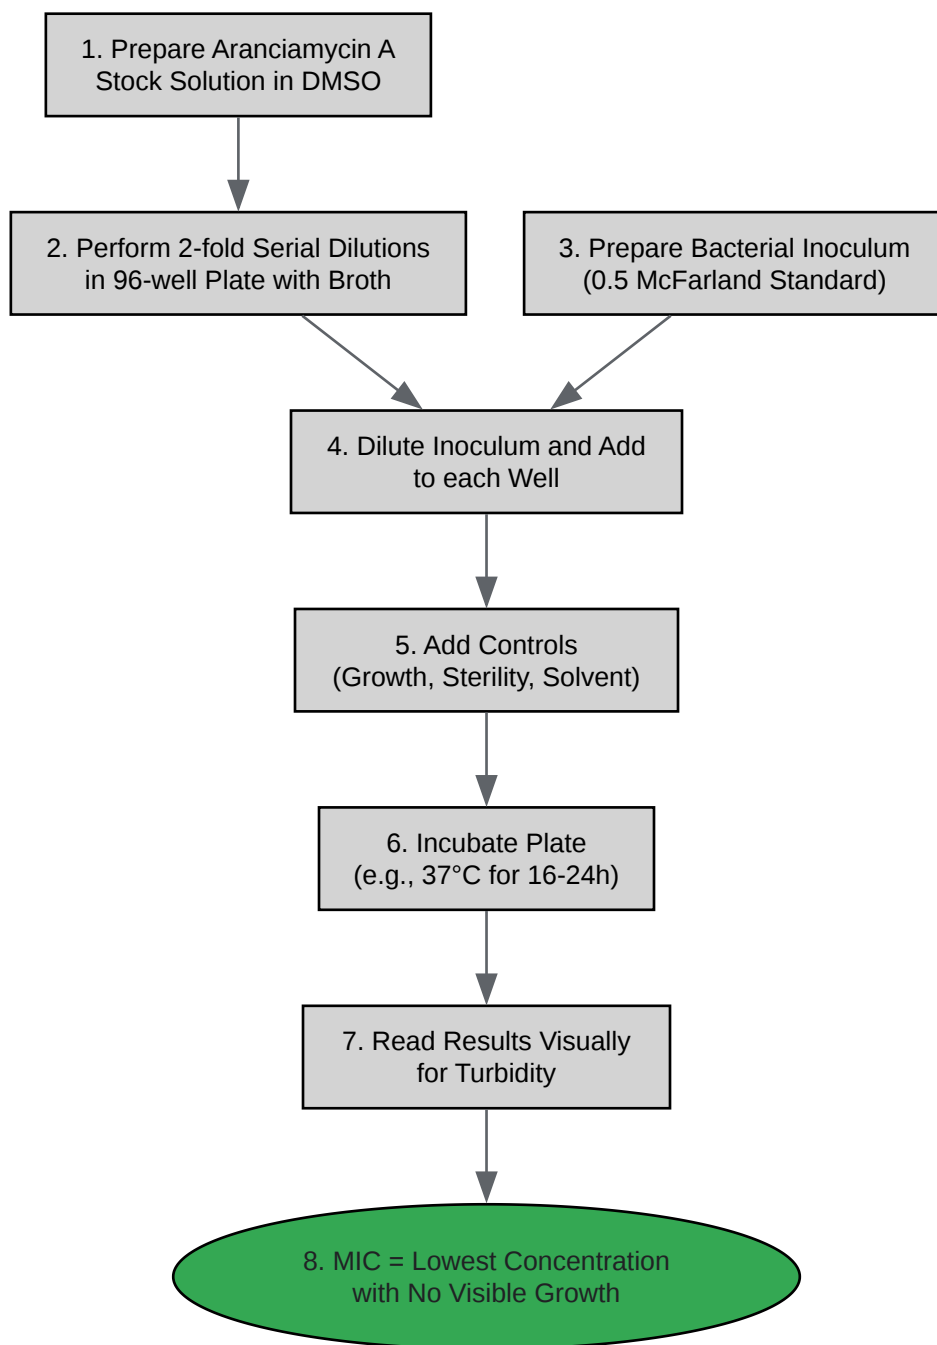 1. Prepare Aranciamycin A
Stock Solution in DMSO
2. Perform 2-fold Serial Dilutions
in 96-well Plate with Broth
3. Prepare Bacterial Inoculum
(0.5 McFarland Standard)
4. Dilute Inoculum and Add
to each Well
5. Add Controls
(Growth, Sterility, Solvent)
6. Incubate Plate
(e.g., 37°C for 16-24h)
7. Read Results Visually
for Turbidity
8. MIC = Lowest Concentration
with No Visible Growth